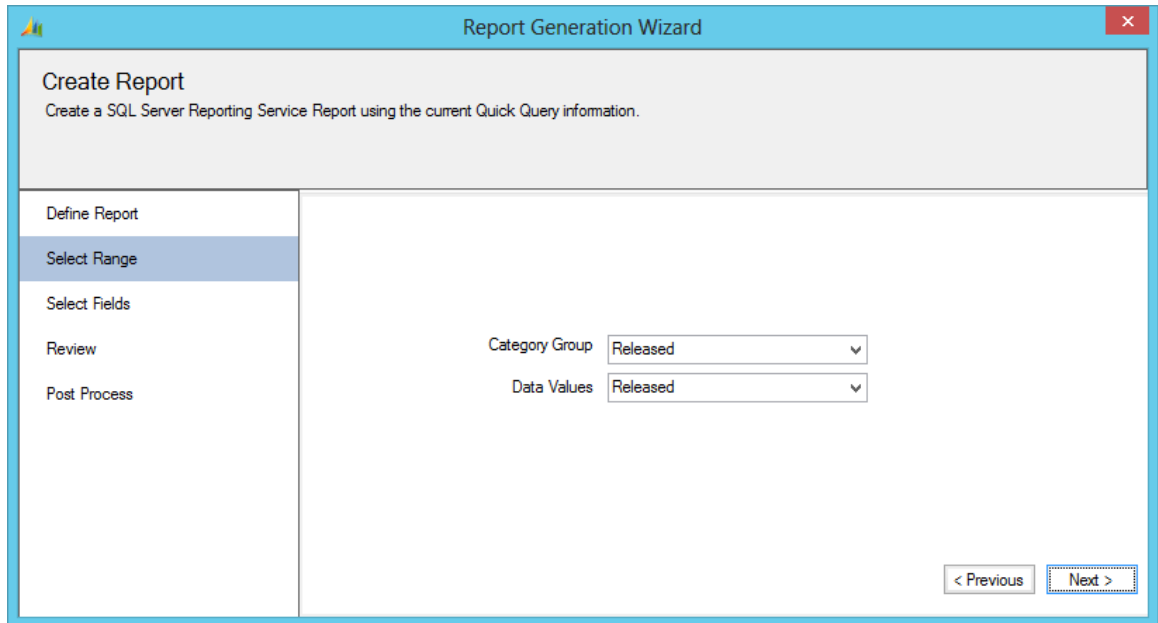 Report Generation Wizard
Create Report
Create a SQL Server Reporting Service Report using the current Quick Query information.
Define Report
Select Range
Select Fields
Review
Post Process
Category Group Released
Data Values Released
< Previous Next >